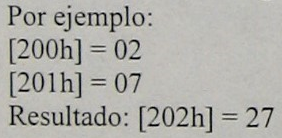 Por ejemplo:
[200h] = 02
[201h] = 07
Resultado: [202h] = 27